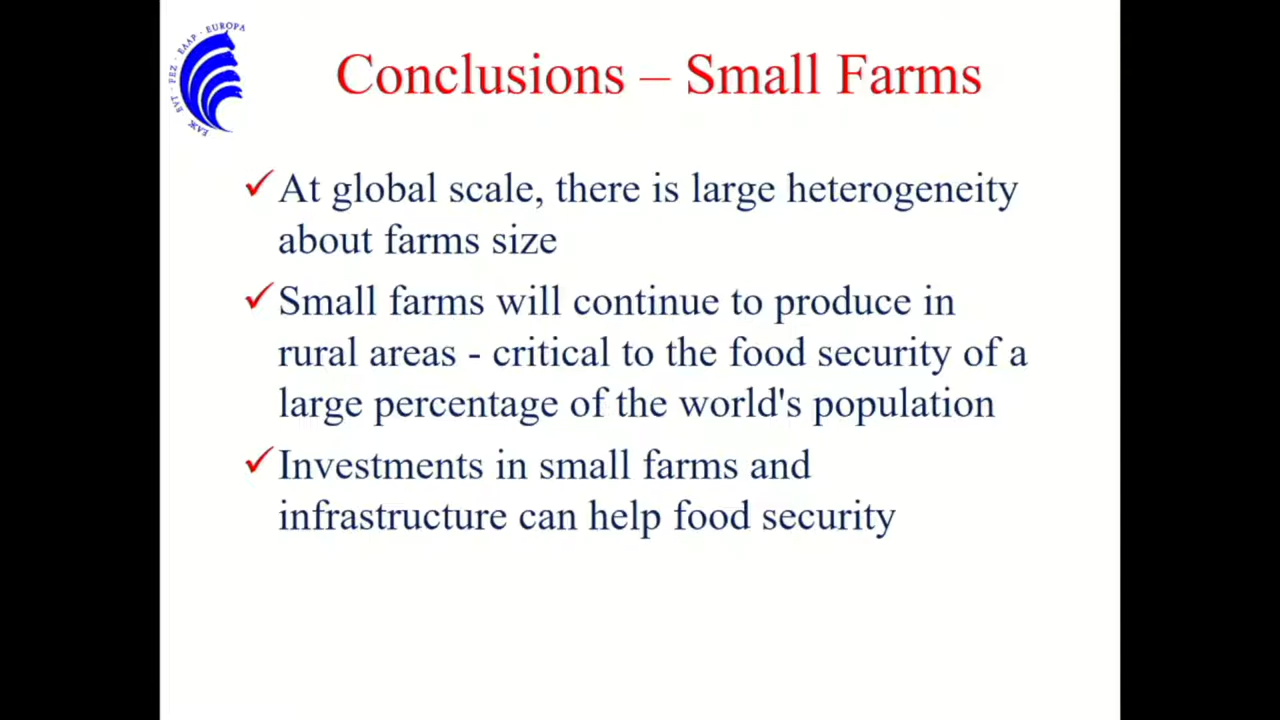 EAAP · EUROPA
EVT · FEZ
ЕАЖ
Conclusions – Small Farms
At global scale, there is large heterogeneity
about farms size
Small farms will continue to produce in
rural areas - critical to the food security of a
large percentage of the world's population
Investments in small farms and
infrastructure can help food security